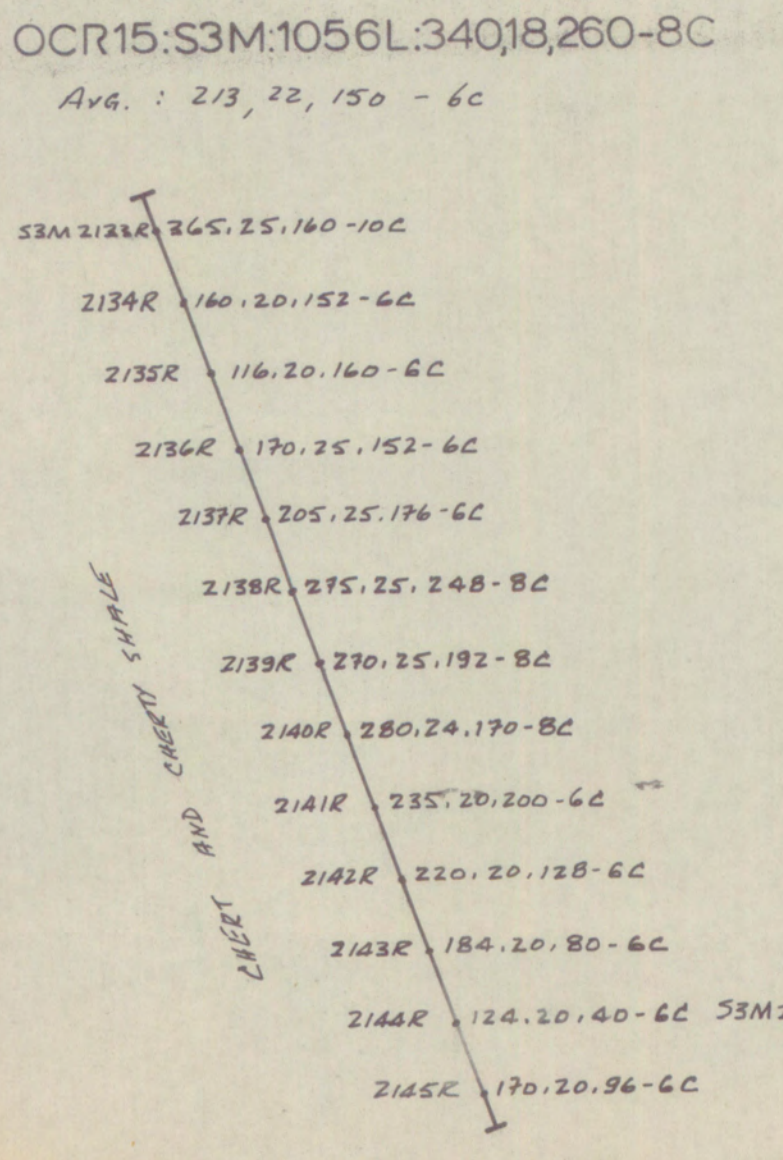 OCR15:S3M:1056L:340,18,260-8C
AVG. : 213, 22, 150 - 6C
S3M 2133R 365,25,160-10C
2134R 160,20,152-6C
2135R 116,20,160-6C
2136R 170,25,152-6C
2137R 205,25,176-6C
2138R 275,25,248-8C
2139R 270,25,192-8C
2140R 280,24,170-8C
2141R 235,20,200-6C
2142R 220,20,128-6C
2143R 184,20,80-6C
2144R 124,20,40-6C S3M
2145R 170,20,96-6C
CHERT AND CHERTY SHALE